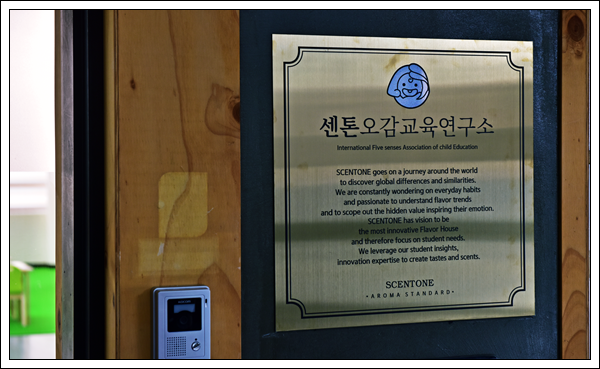 센톤오감교육연구소
International Five senses Association of child Education
SCENTONE goes on a journey around the world
to discover global differences and similarities.
We are constantly wondering on everyday habits
and passionate to understand flavor trends
and to scope out the hidden value inspiring their emotion.
SCENTONE has vision to be
the most innovative Flavor House
and therefore focus on student needs.
We leverage our student insights,
innovation expertise to create tastes and scents.
SCENTONE
• AROMA STANDARD •